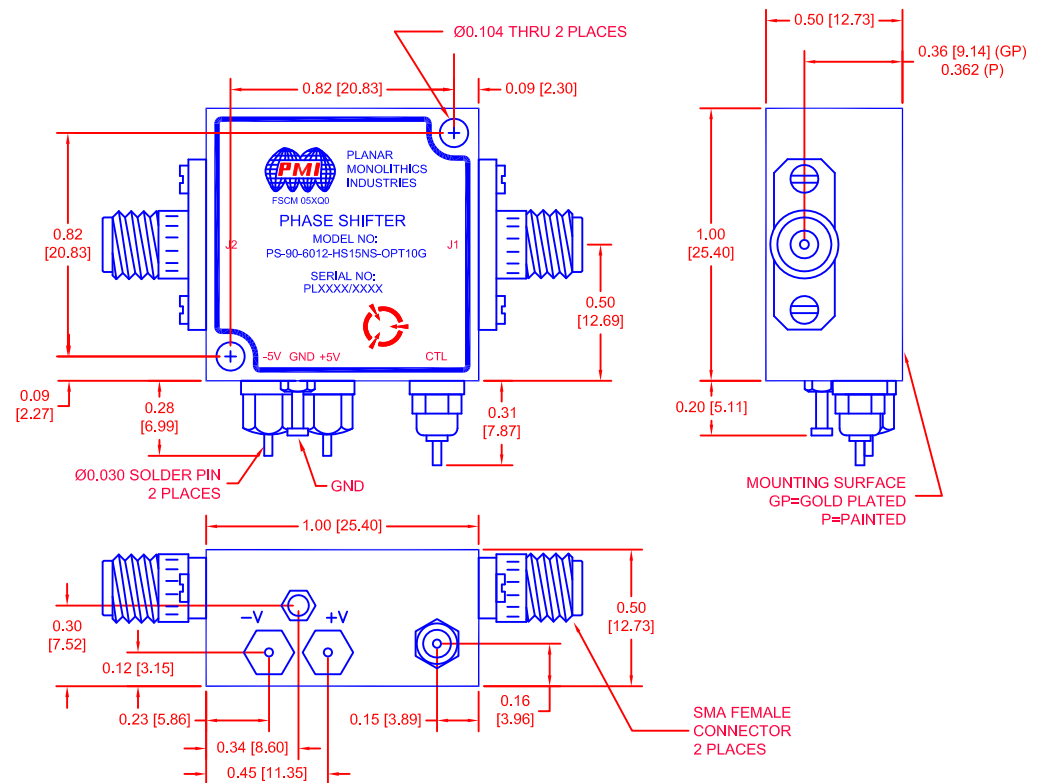 Ø0.104 THRU 2 PLACES
0.82 [20.83]
0.09 [2.30]
0.82
[20.83]
PMI
PLANAR
MONOLITHICS
INDUSTRIES
FSCM 05XQ0
PHASE SHIFTER
MODEL NO:
PS-90-6012-HS15NS-OPT10G
SERIAL NO:
PLXXXX/XXXX
J2
J1
-5V GND +5V
CTL
0.50
[12.69]
0.09
[2.27]
0.28
[6.99]
0.31
[7.87]
Ø0.030 SOLDER PIN
2 PLACES
GND
0.50 [12.73]
0.36 [9.14] (GP)
0.362 (P)
1.00
[25.40]
0.20 [5.11]
MOUNTING SURFACE
GP=GOLD PLATED
P=PAINTED
1.00 [25.40]
-V
+V
0.30
[7.52]
0.12 [3.15]
0.23 [5.86]
0.34 [8.60]
0.45 [11.35]
0.15 [3.89]
0.16
[3.96]
0.50
[12.73]
SMA FEMALE
CONNECTOR
2 PLACES